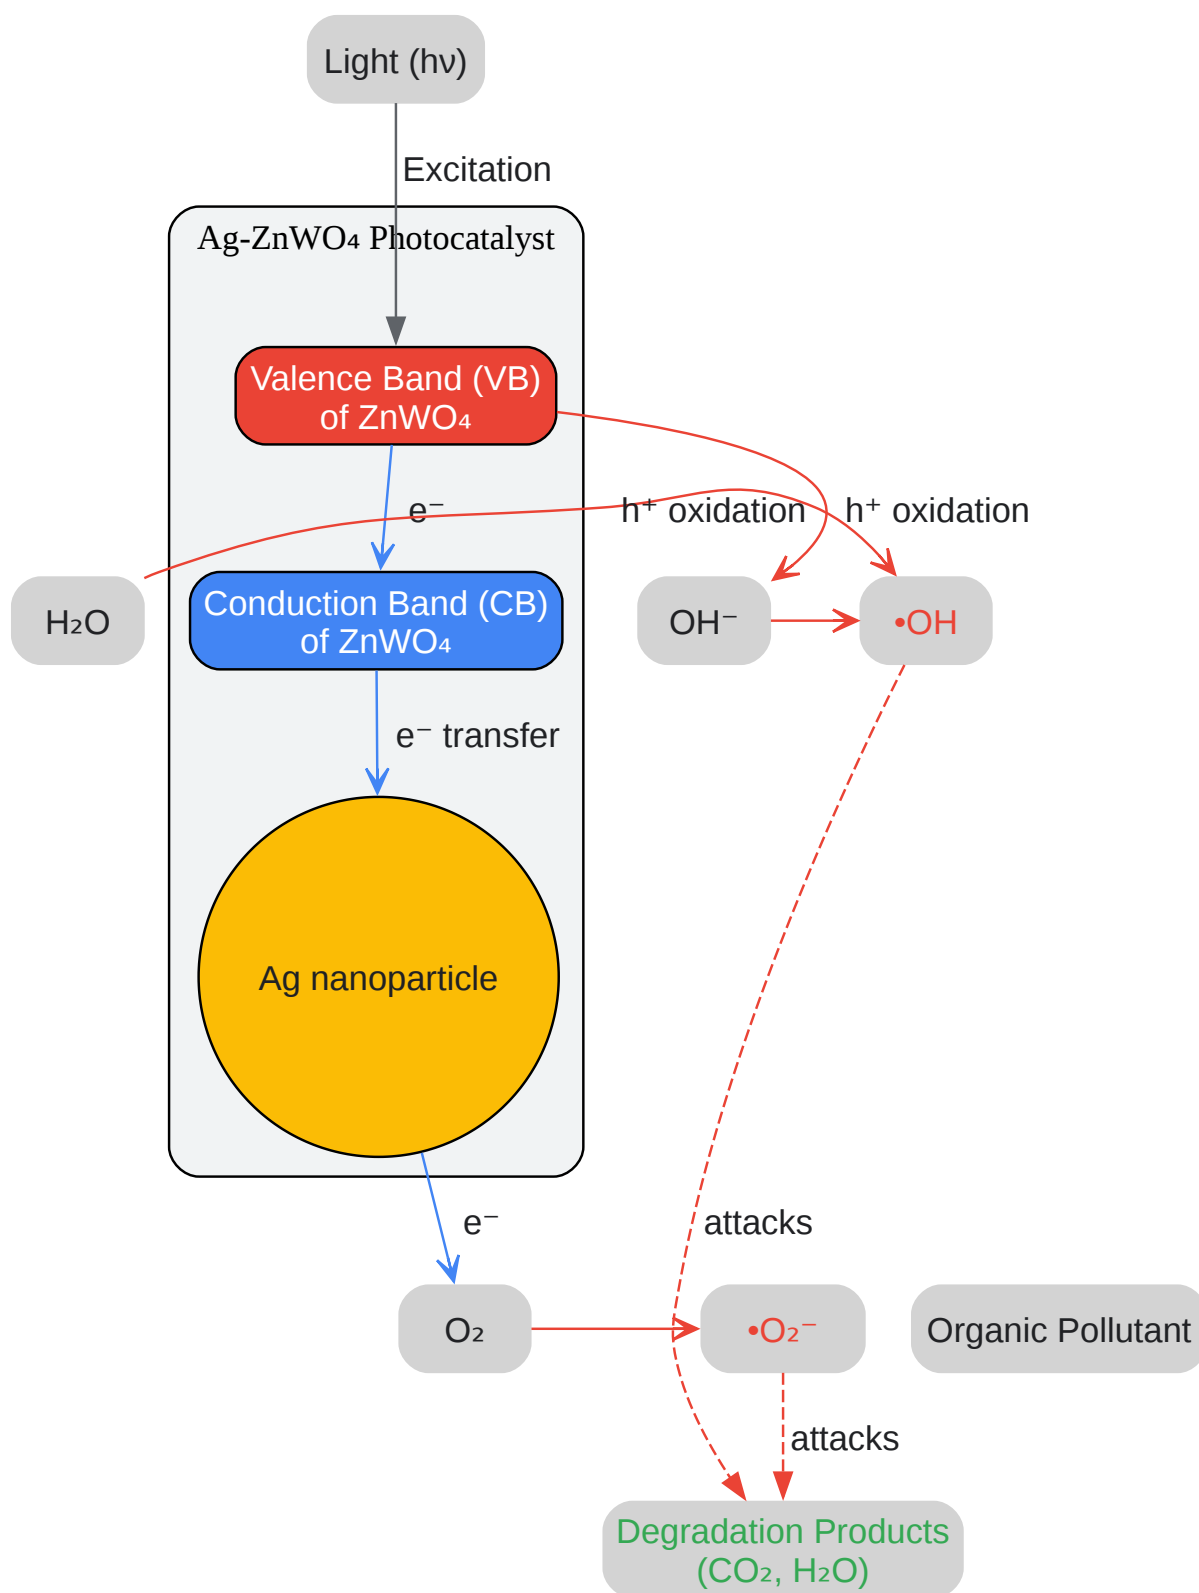 Light (hν)
Excitation
Ag-ZnWO₄ Photocatalyst
Valence Band (VB)
of ZnWO₄
e⁻
h⁺ oxidation
h⁺ oxidation
H₂O
Conduction Band (CB)
of ZnWO₄
OH⁻
•OH
e⁻ transfer
Ag nanoparticle
e⁻
attacks
O₂
•O₂⁻
Organic Pollutant
attacks
Degradation Products
(CO₂, H₂O)